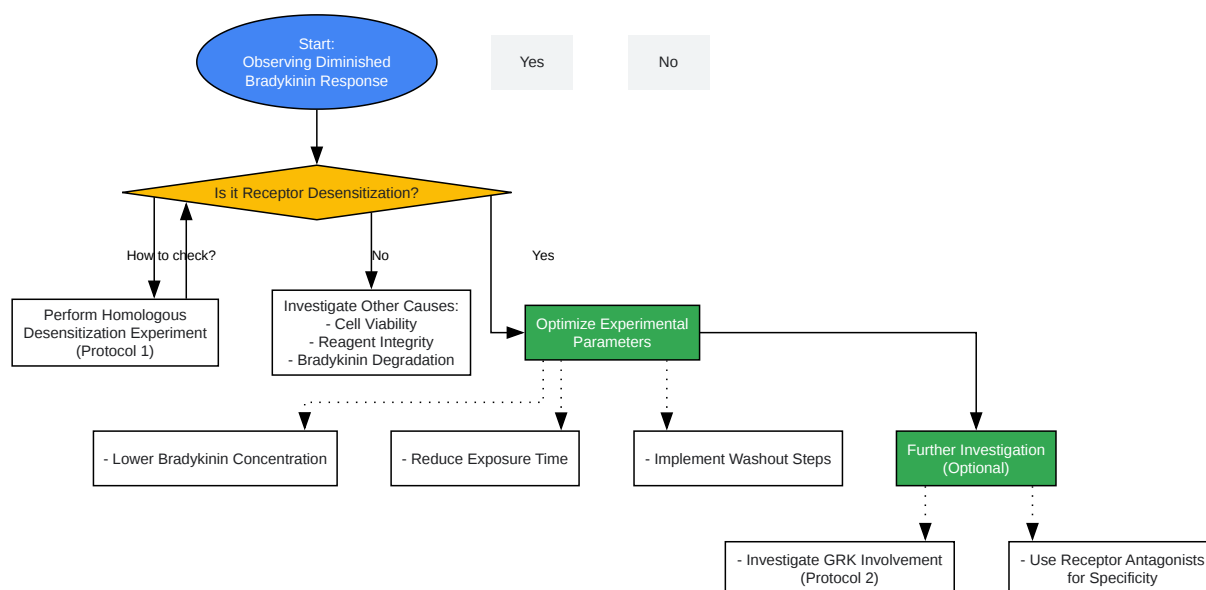 Start:
Observing Diminished
Bradykinin Response
Yes
No
Is it Receptor Desensitization?
How to check?
No
Yes
Perform Homologous
Desensitization Experiment
(Protocol 1)
Investigate Other Causes:
- Cell Viability
- Reagent Integrity
- Bradykinin Degradation
Optimize Experimental
Parameters
- Lower Bradykinin Concentration
- Reduce Exposure Time
- Implement Washout Steps
Further Investigation
(Optional)
- Investigate GRK Involvement
(Protocol 2)
- Use Receptor Antagonists
for Specificity